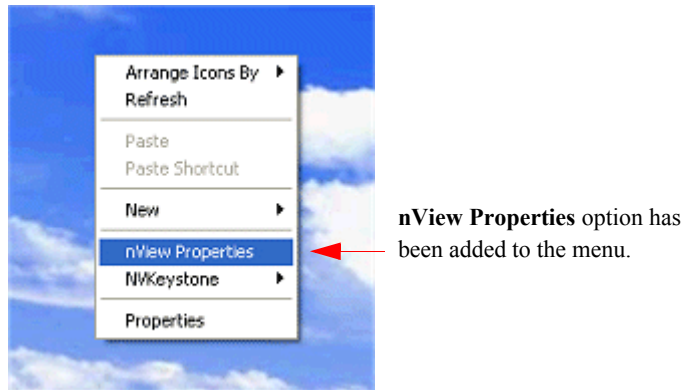 Arrange Icons By
Refresh
Paste
Paste Shortcut
New
nView Properties
NVKeystone
Properties
nView Properties option has
been added to the menu.